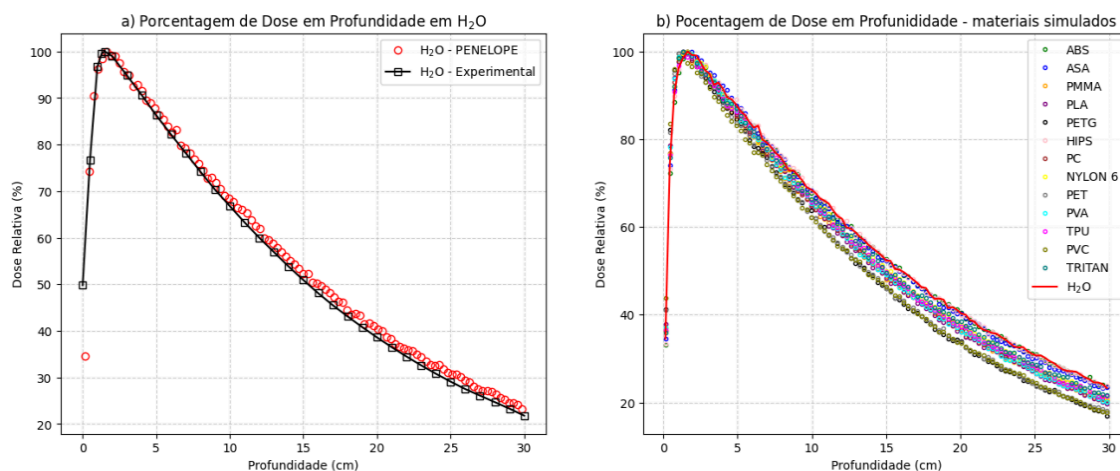 a) Porcentagem de Dose em Profundidade em H₂O
Dose Relativa (%)
100
90
80
70
60
50
40
30
20
0
5
10
15
20
25
30
Profundidade (cm)
H₂O - PENELOPE
H₂O - Experimental
b) Pocentagem de Dose em Profunididade - materiais simulados
Dose Relativa (%)
100
80
60
40
20
0
5
10
15
20
25
30
Profundidade (cm)
ABS
ASA
PMMA
PLA
PETG
HIPS
PC
NYLON 6
PET
PVA
TPU
PVC
TRITAN
H₂O